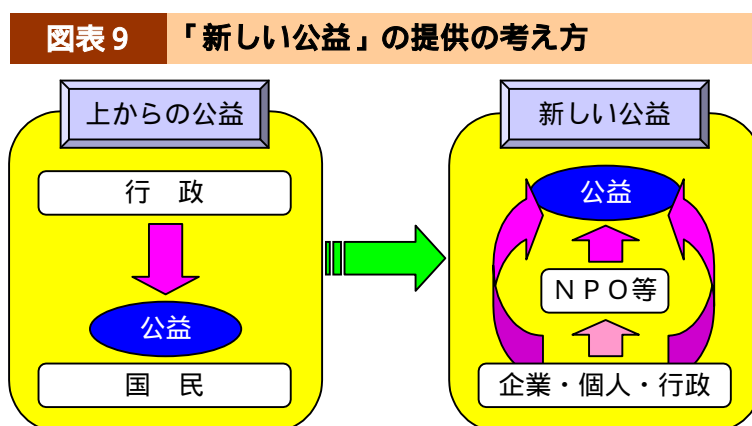 図表９ 「新しい公益」の提供の考え方
上からの公益
行　政
公益
国　民
新しい公益
公益
ＮＰＯ等
企業・個人・行政